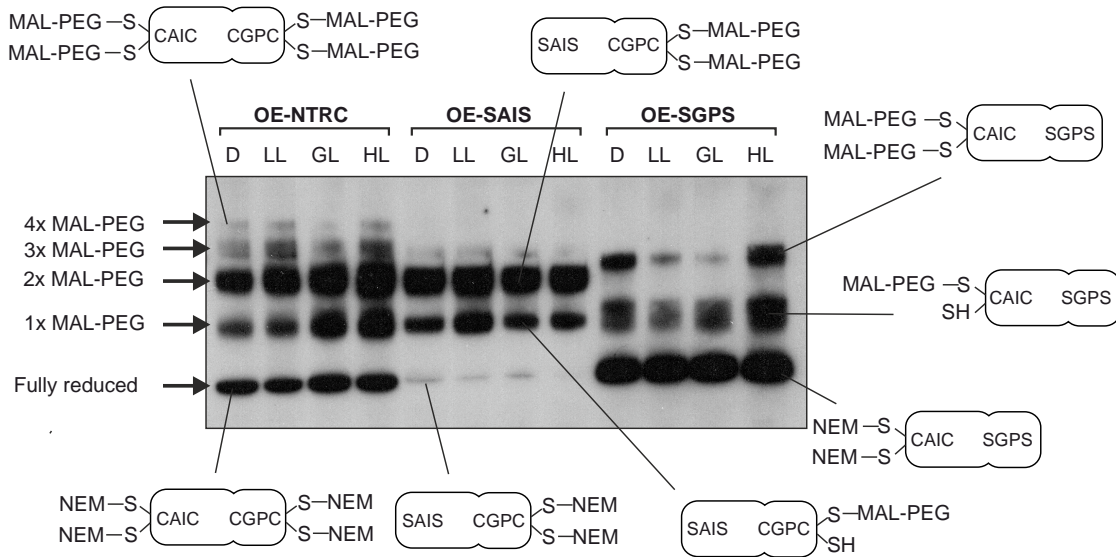 MAL-PEG S S MAL-PEG
CAIC CGPC
MAL-PEG S S MAL-PEG
S MAL-PEG
SAIS CGPC
S MAL-PEG
OE-NTRC OE-SAIS OE-SGPS
D LL GL HL D LL GL HL D LL GL HL
MAL-PEG S
CAIC SGPS
MAL-PEG S
4x MAL-PEG
3x MAL-PEG
2x MAL-PEG
1x MAL-PEG
Fully reduced
MAL-PEG S
CAIC SGPS
SH
NEM S
CAIC SGPS
NEM S
NEM S S NEM
CAIC CGPC
NEM S S NEM
S NEM
SAIS CGPC
S NEM
S MAL-PEG
SAIS CGPC
SH